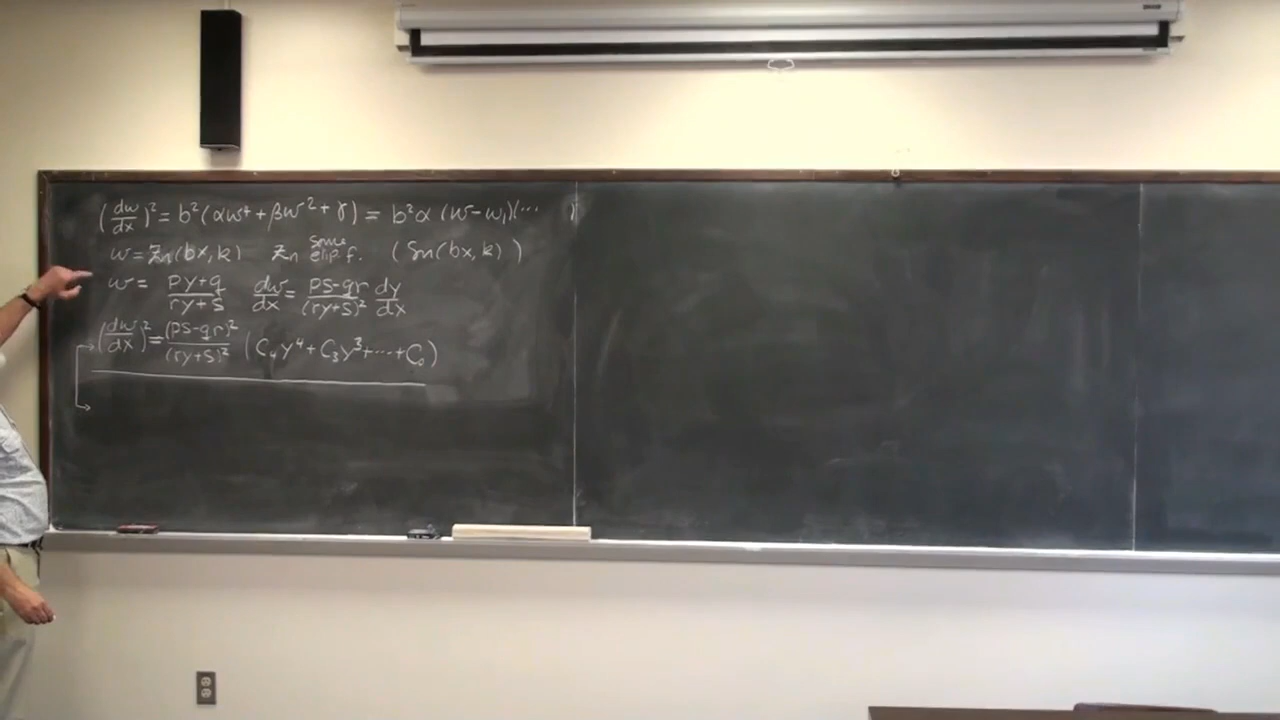 (dw/dx)² = b²(αw⁴ + βw² + γ) = b²α (w - w₁)(⋯ )
w = zₙ(bx, k) zₙ some elip. f. (Sn(bx, k))
w = (py+q)/(ry+s) dw/dx = (ps-qr)/(ry+s)² dy/dx
(dw/dx)² = (ps-qr)²/(ry+s)² (C₄y⁴ + C₃y³ + ⋯ + C₀)